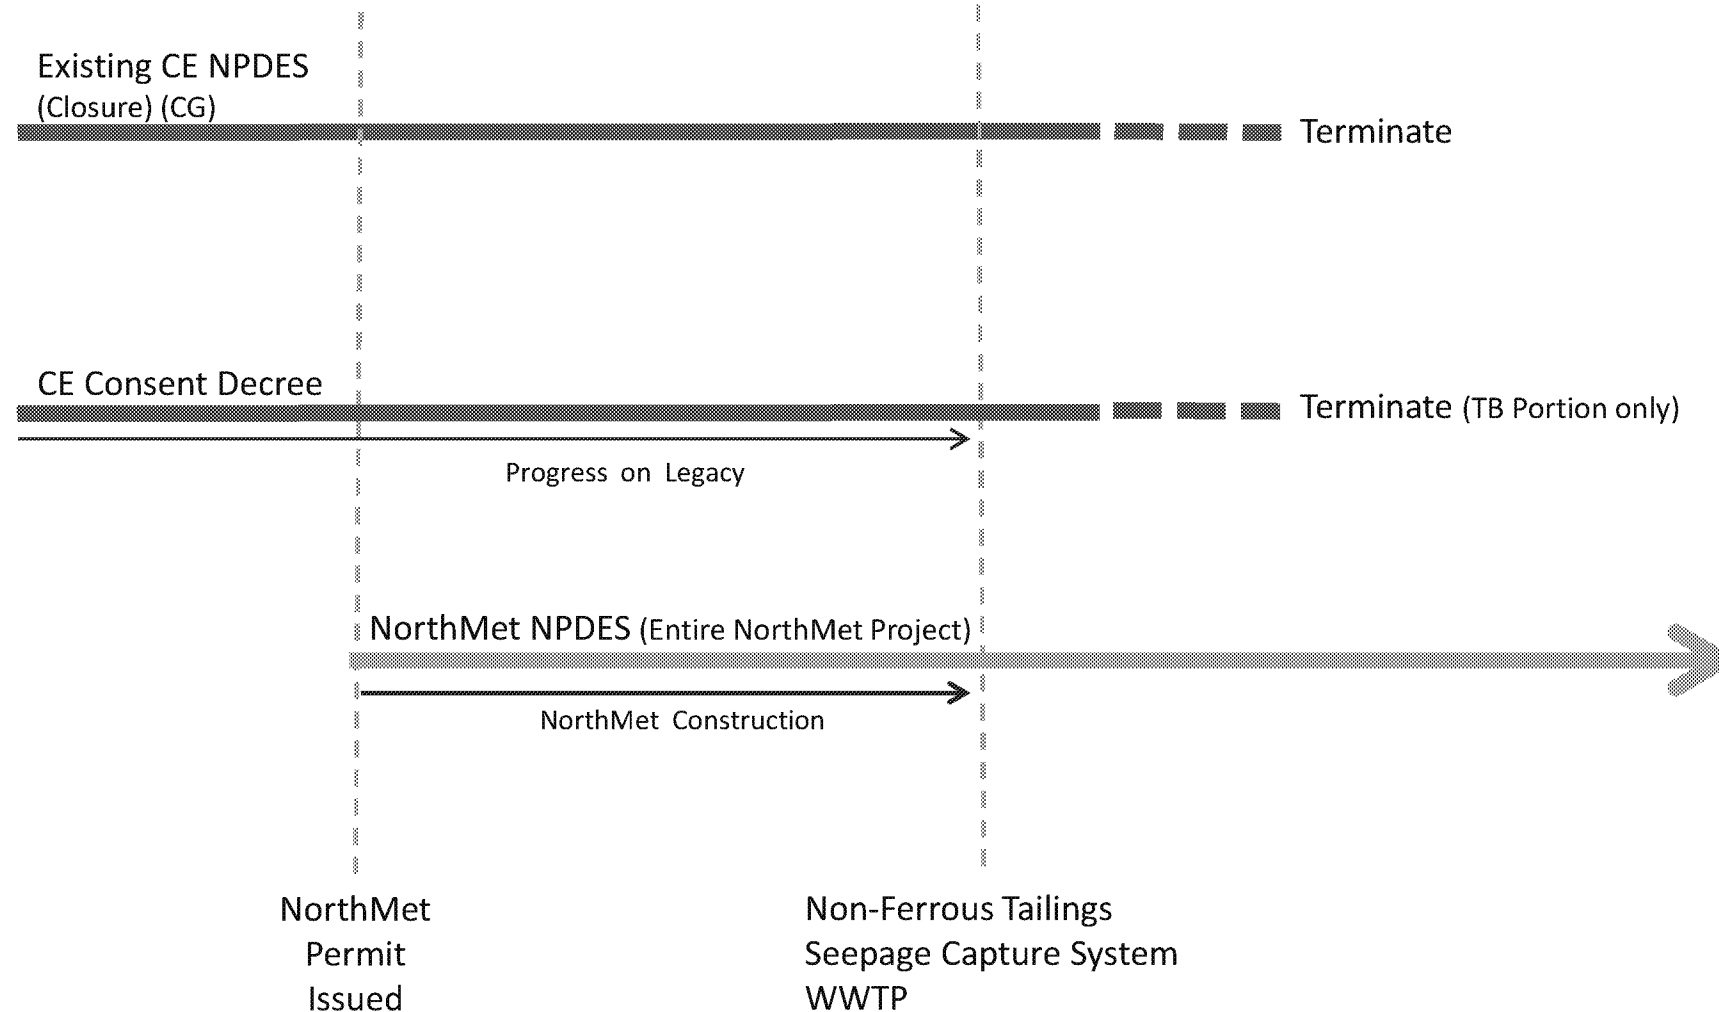 Existing CE NPDES
(Closure) (CG)
Terminate
CE Consent Decree
Terminate (TB Portion only)
Progress on Legacy
NorthMet NPDES (Entire NorthMet Project)
NorthMet Construction
NorthMet
Permit
Issued
Non-Ferrous Tailings
Seepage Capture System
WWTP